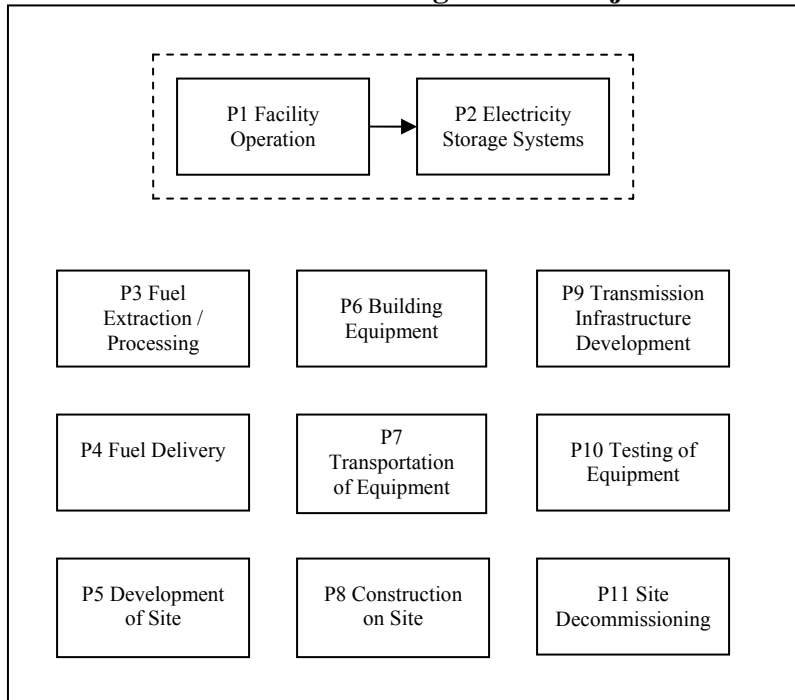 P1 Facility
Operation
P2 Electricity
Storage Systems
P3 Fuel
Extraction /
Processing
P6 Building
Equipment
P9 Transmission
Infrastructure
Development
P4 Fuel Delivery
P7
Transportation
of Equipment
P10 Testing of
Equipment
P5 Development
of Site
P8 Construction
on Site
P11 Site
Decommissioning